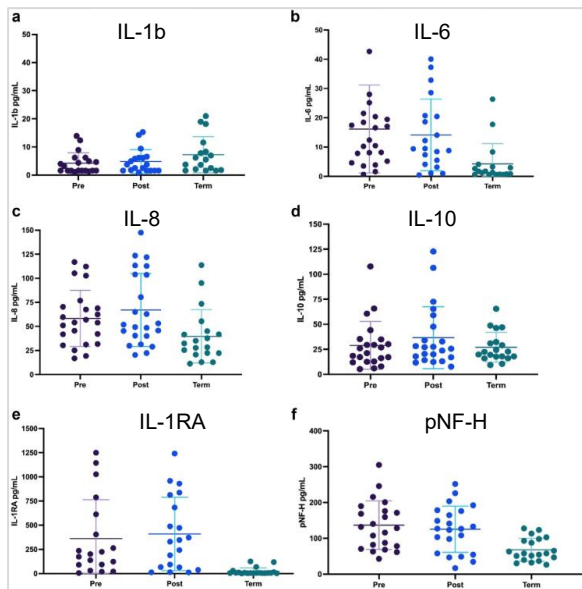 a IL-1b
IL-1b pg/mL
50
40
30
20
10
0
Pre Post Term
b IL-6
IL-6 pg/mL
50
40
30
20
10
0
Pre Post Term
c IL-8
IL-8 pg/mL
150
125
100
75
50
25
0
Pre Post Term
d IL-10
IL-10 pg/mL
150
125
100
75
50
25
0
Pre Post Term
e IL-1RA
IL-1RA pg/mL
1500
1250
1000
750
500
250
0
Pre Post Term
f pNF-H
pNF-H pg/mL
400
300
200
100
0
Pre Post Term